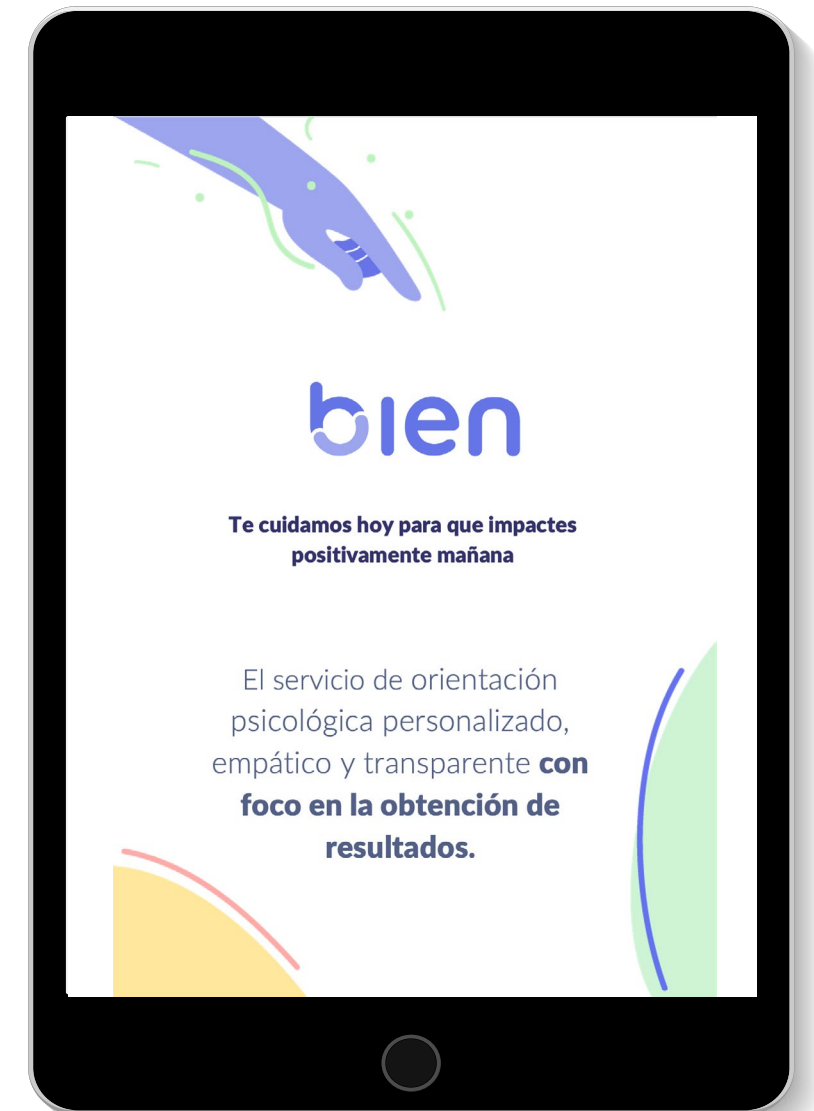 bien
Te cuidamos hoy para que impactes
positivamente mañana
El servicio de orientación
psicológica personalizado,
empático y transparente con
foco en la obtención de
resultados.